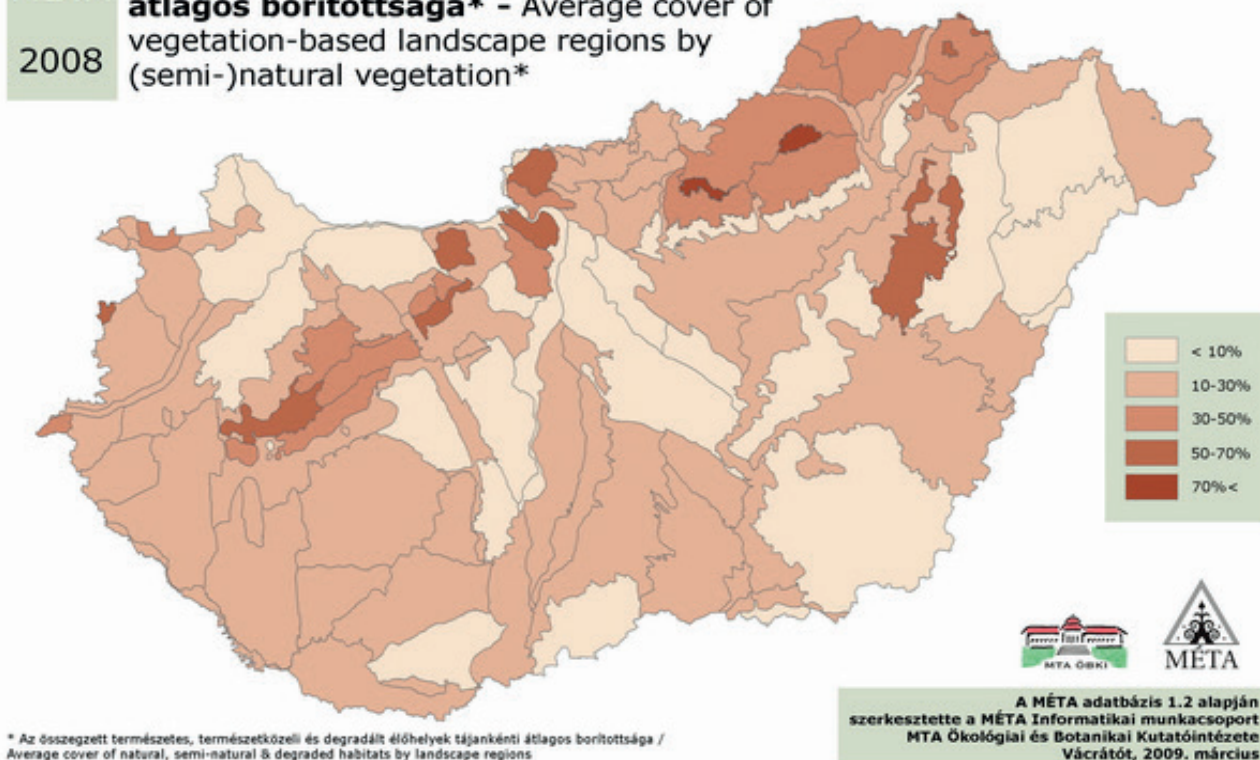 átlagos borítottsága* - Average cover of
2008
vegetation-based landscape regions by
(semi-)natural vegetation*
< 10%
10-30%
30-50%
50-70%
70%<
MTA ÖBKI
MÉTA
A MÉTA adatbázis 1.2 alapján
szerkesztette a MÉTA Informatikai munkacsoport
MTA Ökológiai és Botanikai Kutatóintézete
Vácrátót, 2009. március
* Az összegzett természetes, természetközeli és degradált élőhelyek tájankénti átlagos borítottsága /
Average cover of natural, semi-natural & degraded habitats by landscape regions